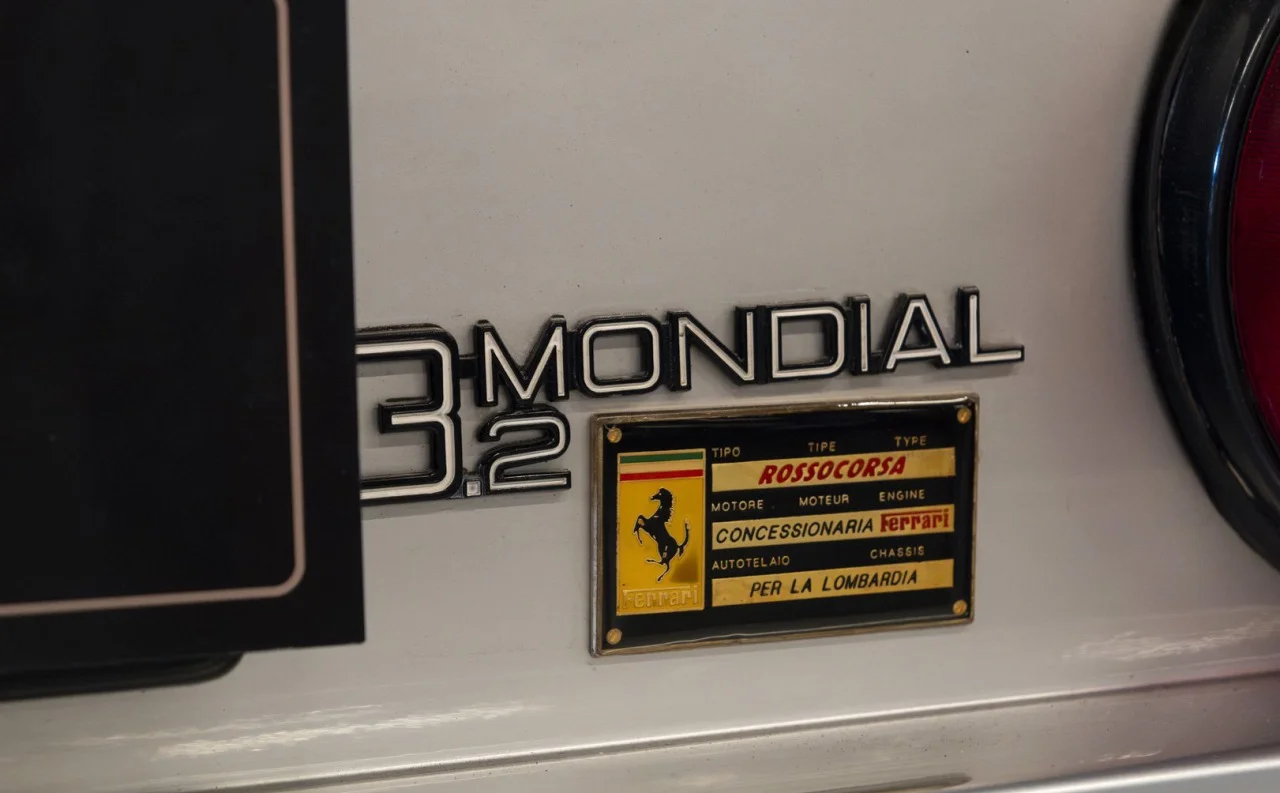 3.2 MONDIAL
TIPO TIPE TYPE
ROSSOCORSA
MOTORE MOTEUR ENGINE
CONCESSIONARIA Ferrari
AUTOTELAIO CHASSIS
PER LA LOMBARDIA
Ferrari